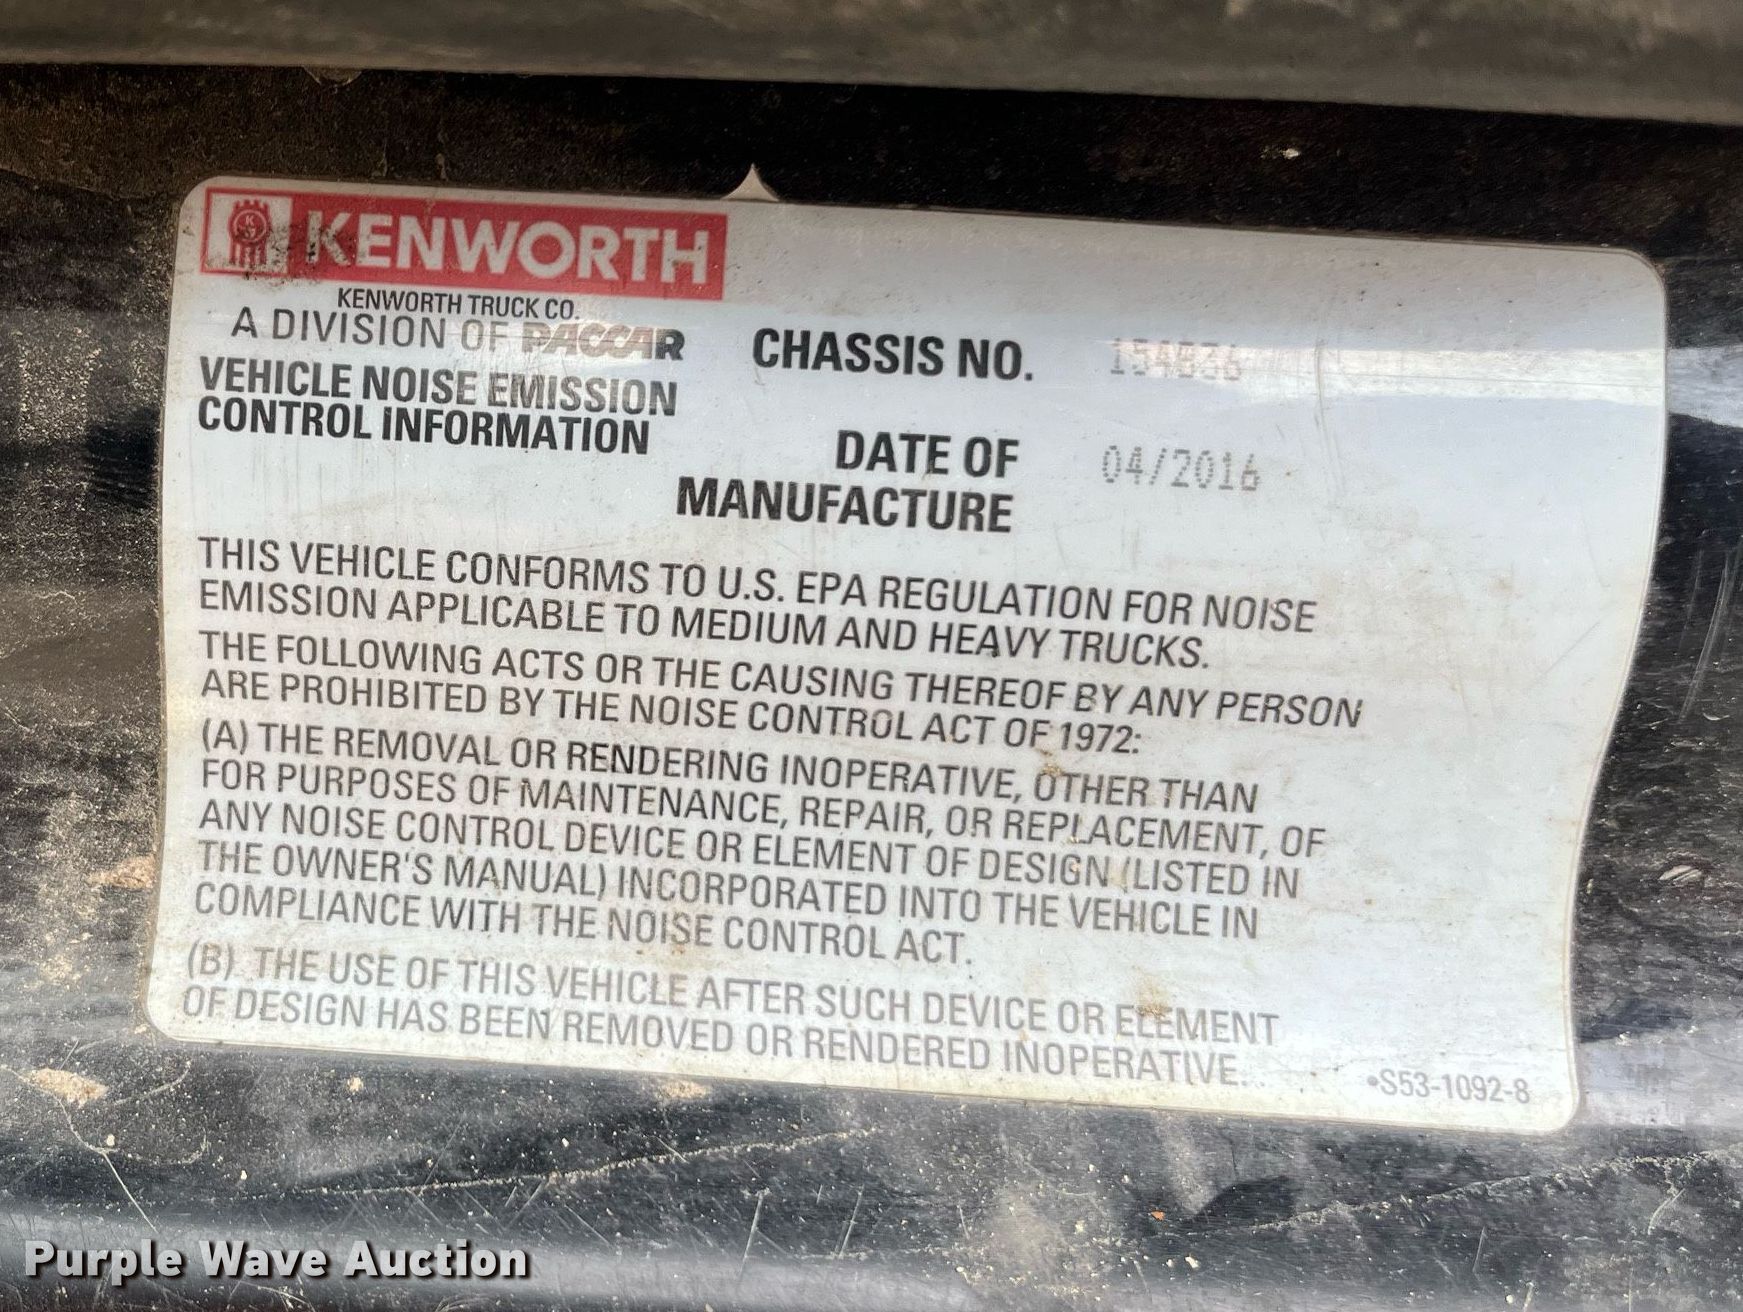 KENWORTH
KENWORTH TRUCK CO.
A DIVISION OF PACCAR
VEHICLE NOISE EMISSION
CONTROL INFORMATION
CHASSIS NO.
DATE OF
MANUFACTURE
04/2016
THIS VEHICLE CONFORMS TO U.S. EPA REGULATION FOR NOISE
EMISSION APPLICABLE TO MEDIUM AND HEAVY TRUCKS.
THE FOLLOWING ACTS OR THE CAUSING THEREOF BY ANY PERSON
ARE PROHIBITED BY THE NOISE CONTROL ACT OF 1972:
(A) THE REMOVAL OR RENDERING INOPERATIVE, OTHER THAN
FOR PURPOSES OF MAINTENANCE, REPAIR, OR REPLACEMENT, OF
ANY NOISE CONTROL DEVICE OR ELEMENT OF DESIGN (LISTED IN
THE OWNER'S MANUAL) INCORPORATED INTO THE VEHICLE IN
COMPLIANCE WITH THE NOISE CONTROL ACT.
(B) THE USE OF THIS VEHICLE AFTER SUCH DEVICE OR ELEMENT
OF DESIGN HAS BEEN REMOVED OR RENDERED INOPERATIVE.
•S53-1092-8
Purple Wave Auction